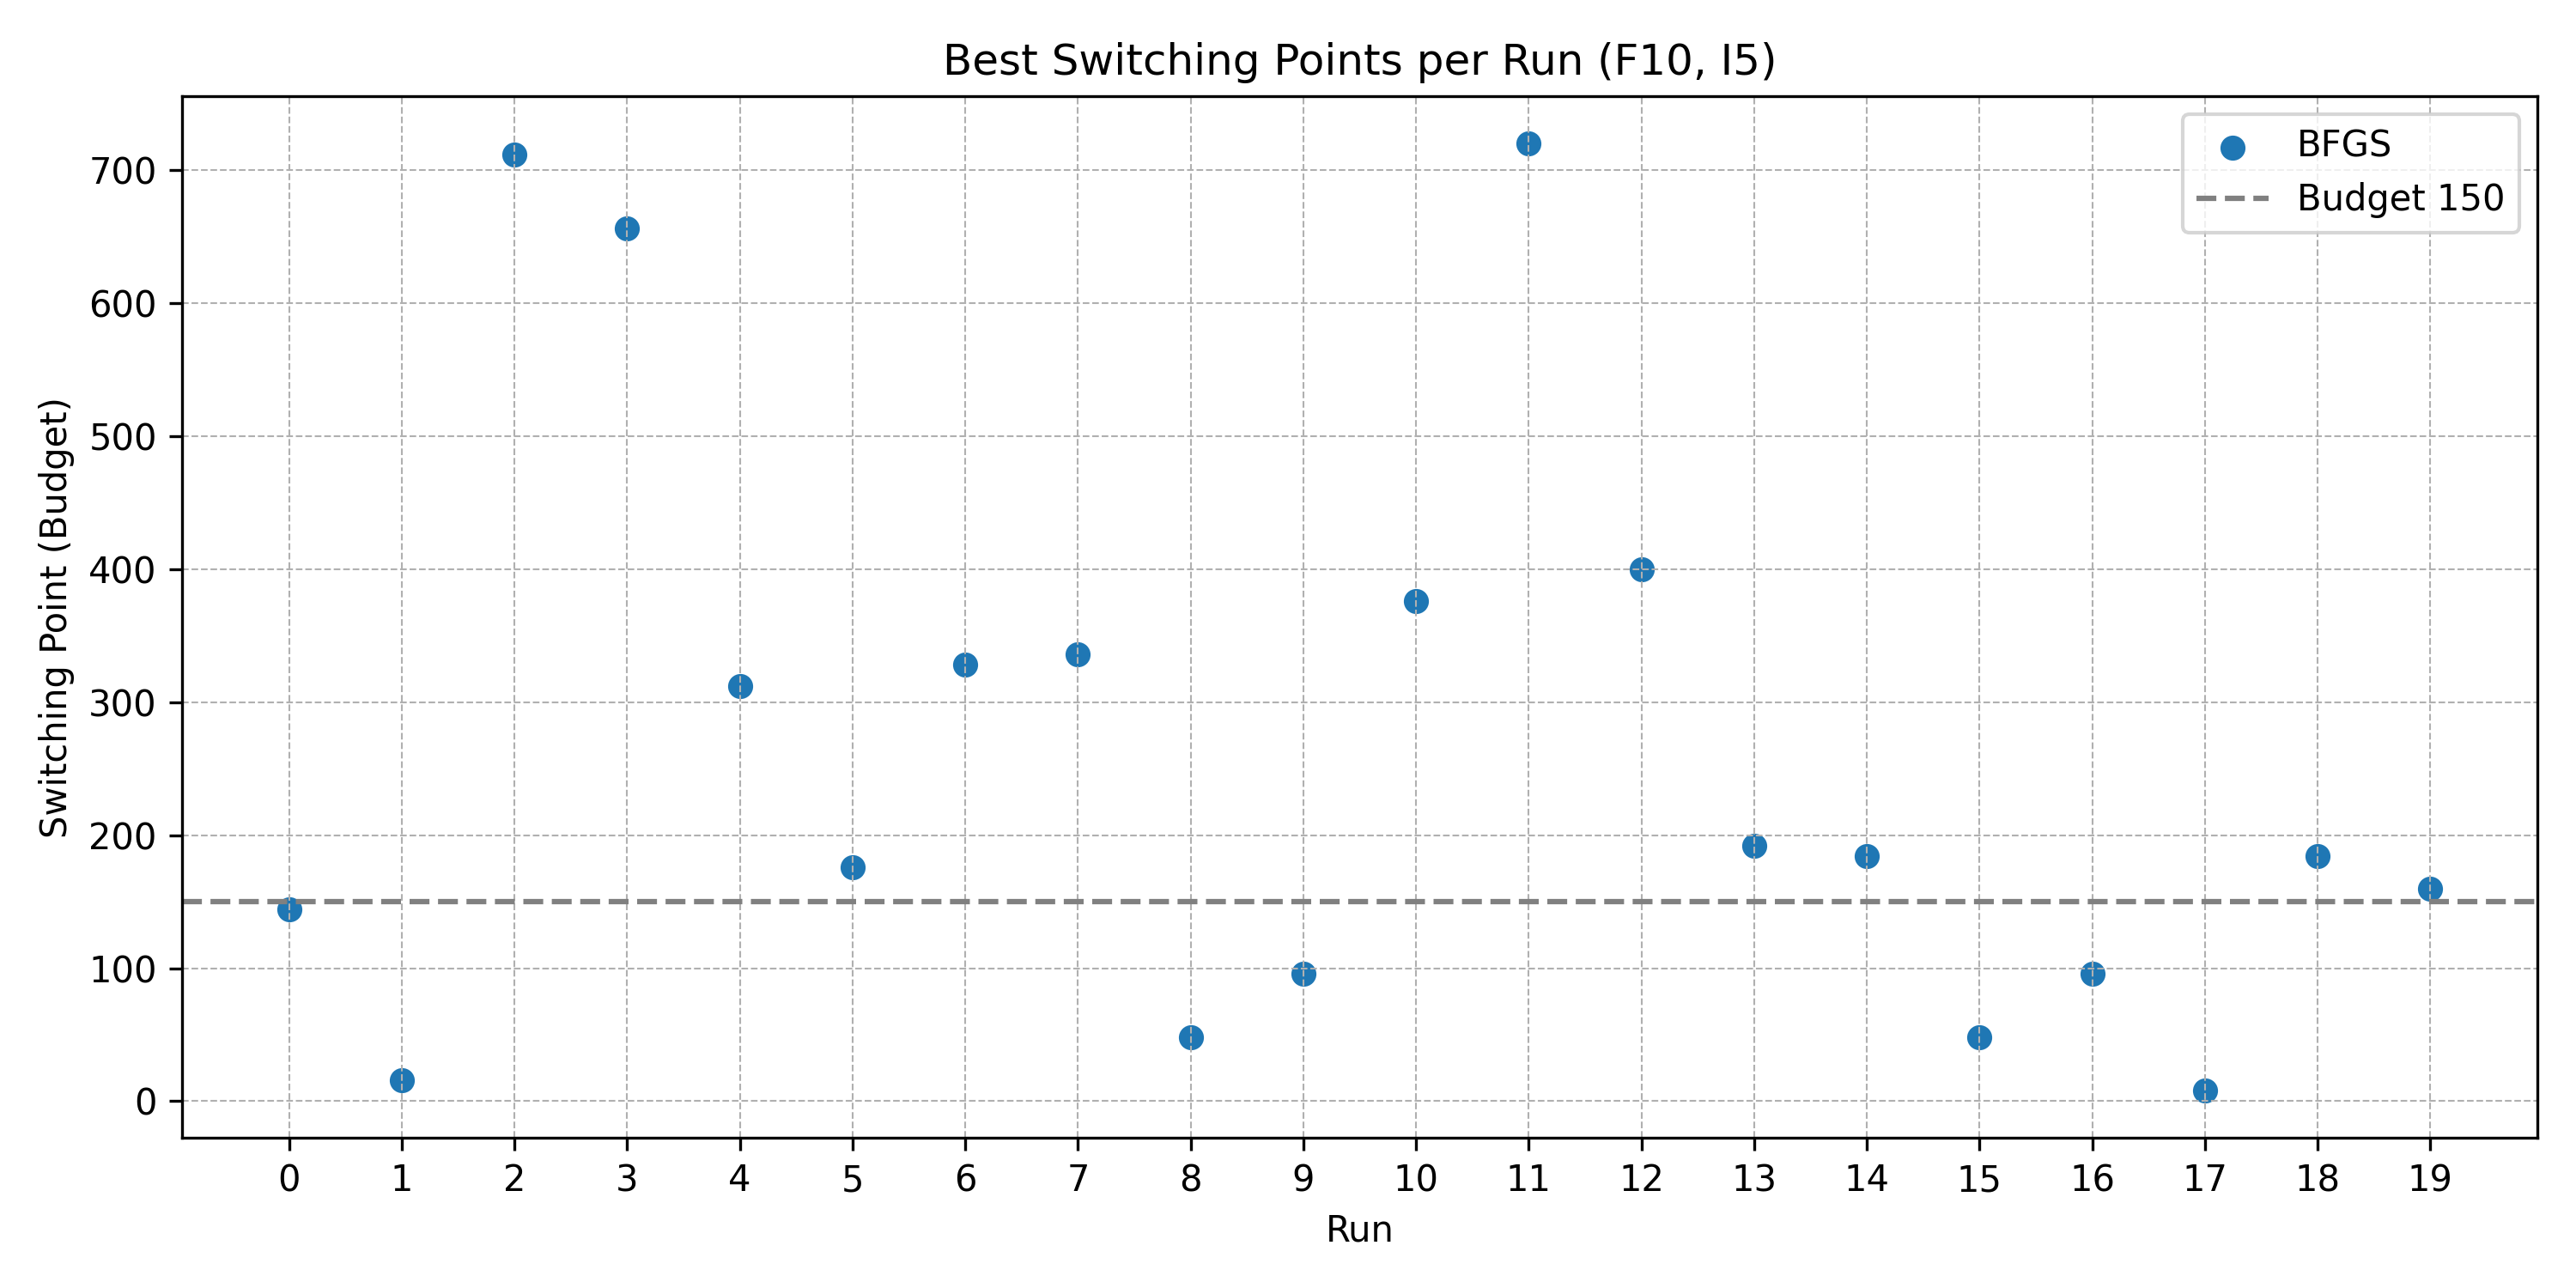 Best Switching Points per Run (F10, I5)
BFGS
Budget 150
Switching Point (Budget)
700
600
500
400
300
200
100
0
0 1 2 3 4 5 6 7 8 9 10 11 12 13 14 15 16 17 18 19
Run